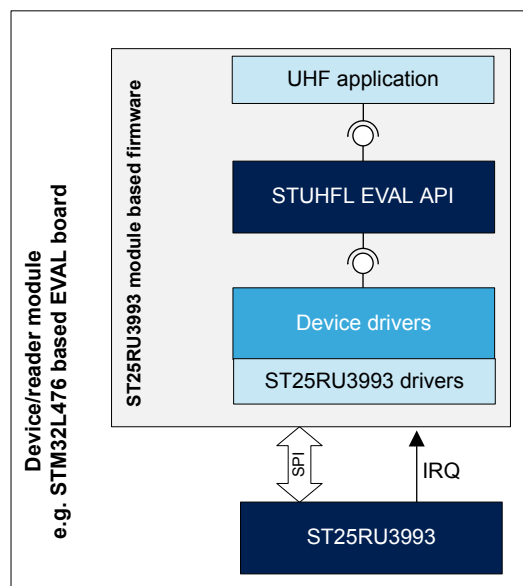 Device/reader module
e.g. STM32L476 based EVAL board
ST25RU3993 module based firmware
UHF application
STUHFL EVAL API
Device drivers
ST25RU3993 drivers
SPI
IRQ
ST25RU3993